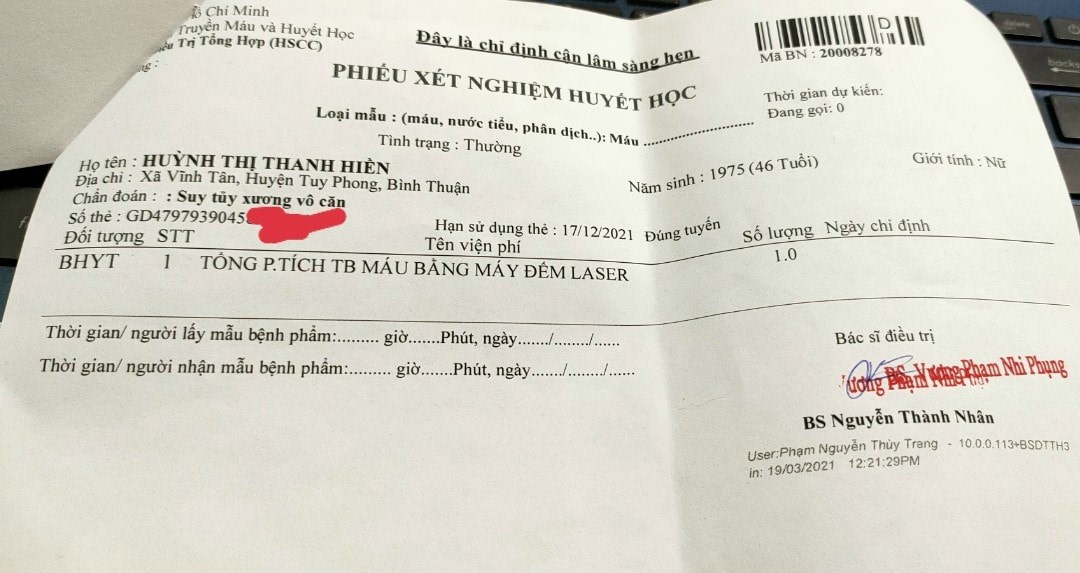 Chí Minh
Truyền Máu và Huyết Học
Trị Tổng Hợp (HSCC)
Đây là chỉ định cận lâm sàng hẹn
D
Mã BN : 20008278
PHIẾU XÉT NGHIỆM HUYẾT HỌC
Thời gian dự kiến:
Đang gọi: 0
Loại mẫu : (máu, nước tiểu, phân dịch..): Máu ..........................
Tình trạng : Thường
Họ tên : HUỲNH THỊ THANH HIỀN
Năm sinh : 1975 (46 Tuổi)
Giới tính : Nữ
Địa chỉ : Xã Vĩnh Tân, Huyện Tuy Phong, Bình Thuận
Chẩn đoán : : Suy tủy xương vô căn
Số thẻ : GD4797939045
Hạn sử dụng thẻ : 17/12/2021 Đúng tuyến
Đối tượng STT Tên viện phí Số lượng Ngày chỉ định
BHYT 1 TỔNG P.TÍCH TB MÁU BẰNG MÁY ĐẾM LASER 1.0
Thời gian/ người lấy mẫu bệnh phẩm:......... giờ.......Phút, ngày......./......../......
Thời gian/ người nhận mẫu bệnh phẩm:......... giờ.......Phút, ngày......./......../......
Bác sĩ điều trị
BS. Vương Phạm Nhi Phụng
BS Nguyễn Thành Nhân
User:Phạm Nguyễn Thùy Trang - 10.0.0.113+BSDTTH3
in: 19/03/2021 12:21:29PM
delete
backs